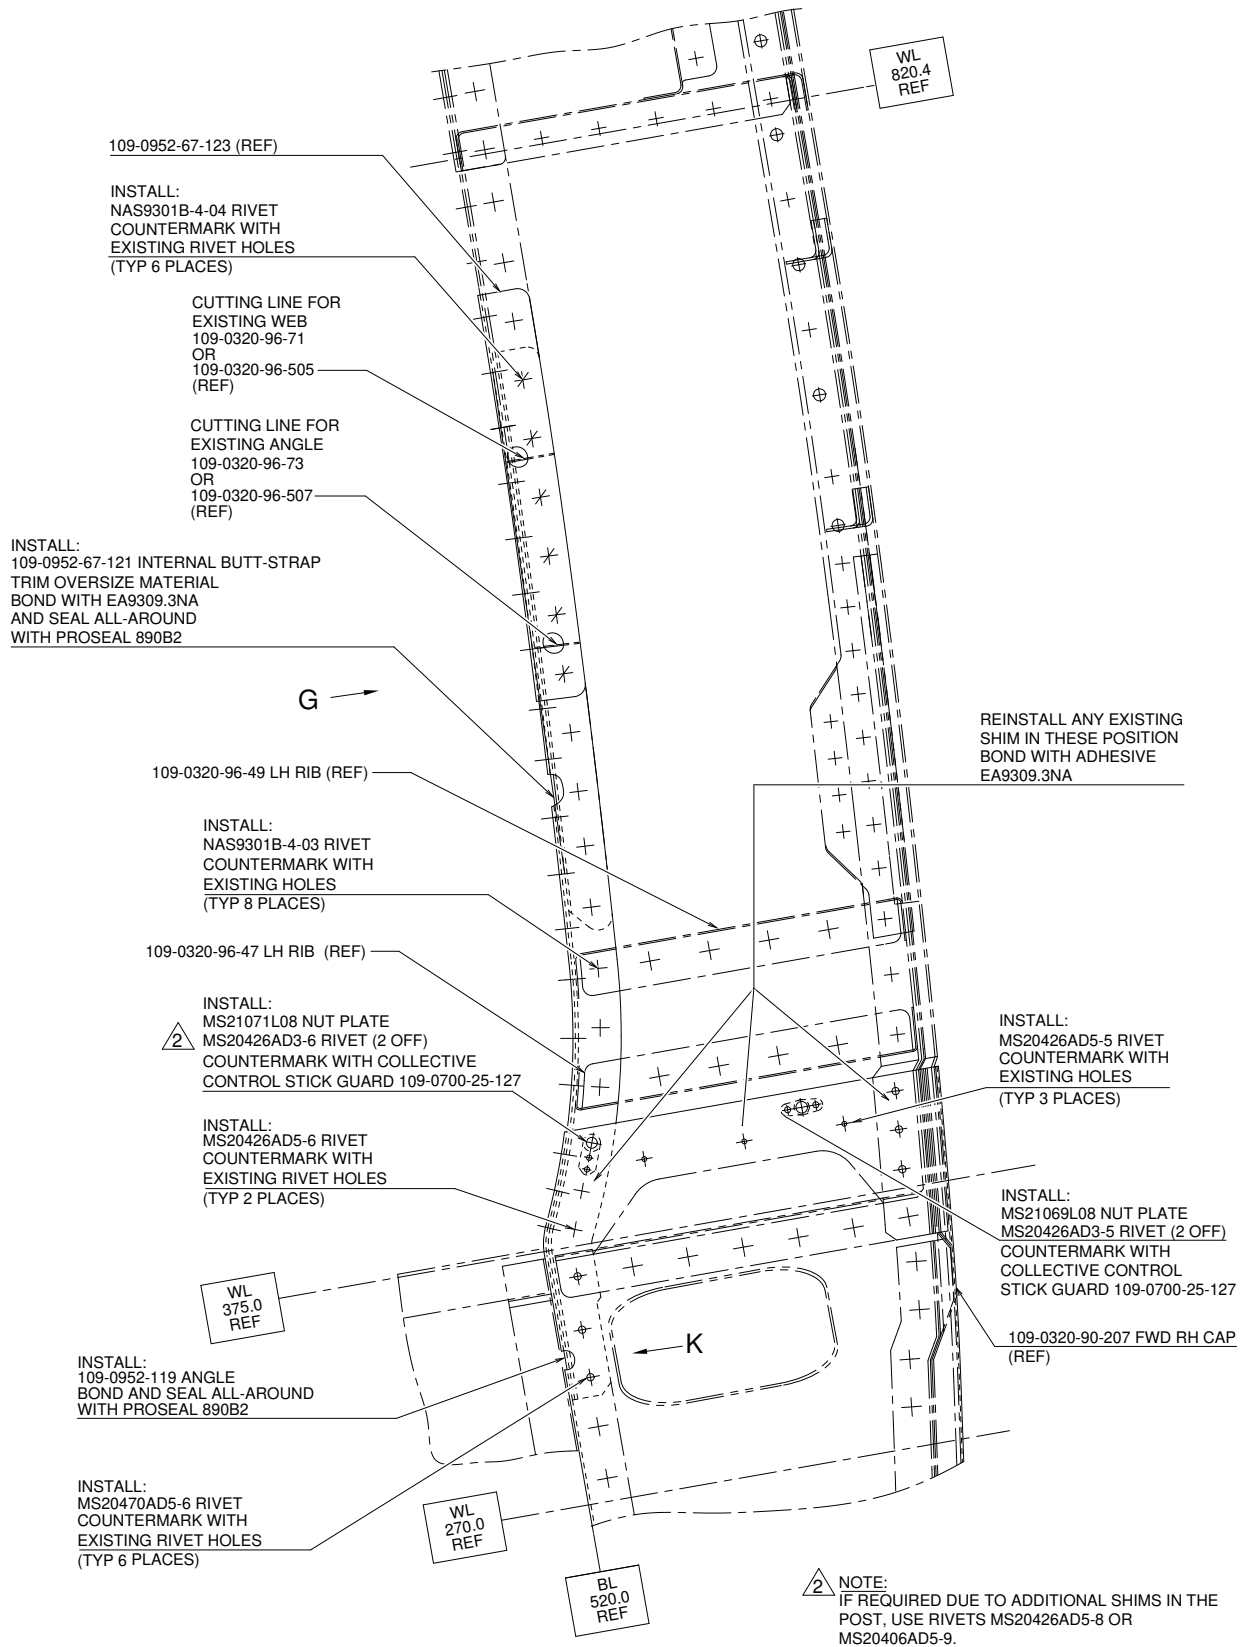 WL
820.4
REF
109-0952-67-123 (REF)
INSTALL:
NAS9301B-4-04 RIVET
COUNTERMARK WITH
EXISTING RIVET HOLES
(TYP 6 PLACES)
CUTTING LINE FOR
EXISTING WEB
109-0320-96-71
OR
109-0320-96-505
(REF)
CUTTING LINE FOR
EXISTING ANGLE
109-0320-96-73
OR
109-0320-96-507
(REF)
INSTALL:
109-0952-67-121 INTERNAL BUTT-STRAP
TRIM OVERSIZE MATERIAL
BOND WITH EA9309.3NA
AND SEAL ALL-AROUND
WITH PROSEAL 890B2
G
REINSTALL ANY EXISTING
SHIM IN THESE POSITION
BOND WITH ADHESIVE
EA9309.3NA
109-0320-96-49 LH RIB (REF)
INSTALL:
NAS9301B-4-03 RIVET
COUNTERMARK WITH
EXISTING HOLES
(TYP 8 PLACES)
109-0320-96-47 LH RIB (REF)
2
INSTALL:
MS21071L08 NUT PLATE
MS20426AD3-6 RIVET (2 OFF)
COUNTERMARK WITH COLLECTIVE
CONTROL STICK GUARD 109-0700-25-127
INSTALL:
MS20426AD5-5 RIVET
COUNTERMARK WITH
EXISTING HOLES
(TYP 3 PLACES)
INSTALL:
MS20426AD5-6 RIVET
COUNTERMARK WITH
EXISTING RIVET HOLES
(TYP 2 PLACES)
INSTALL:
MS21069L08 NUT PLATE
MS20426AD3-5 RIVET (2 OFF)
COUNTERMARK WITH
COLLECTIVE CONTROL
STICK GUARD 109-0700-25-127
WL
375.0
REF
K
109-0320-90-207 FWD RH CAP
(REF)
INSTALL:
109-0952-119 ANGLE
BOND AND SEAL ALL-AROUND
WITH PROSEAL 890B2
INSTALL:
MS20470AD5-6 RIVET
COUNTERMARK WITH
EXISTING RIVET HOLES
(TYP 6 PLACES)
WL
270.0
REF
BL
520.0
REF
2
NOTE:
IF REQUIRED DUE TO ADDITIONAL SHIMS IN THE
POST, USE RIVETS MS20426AD5-8 OR
MS20406AD5-9.